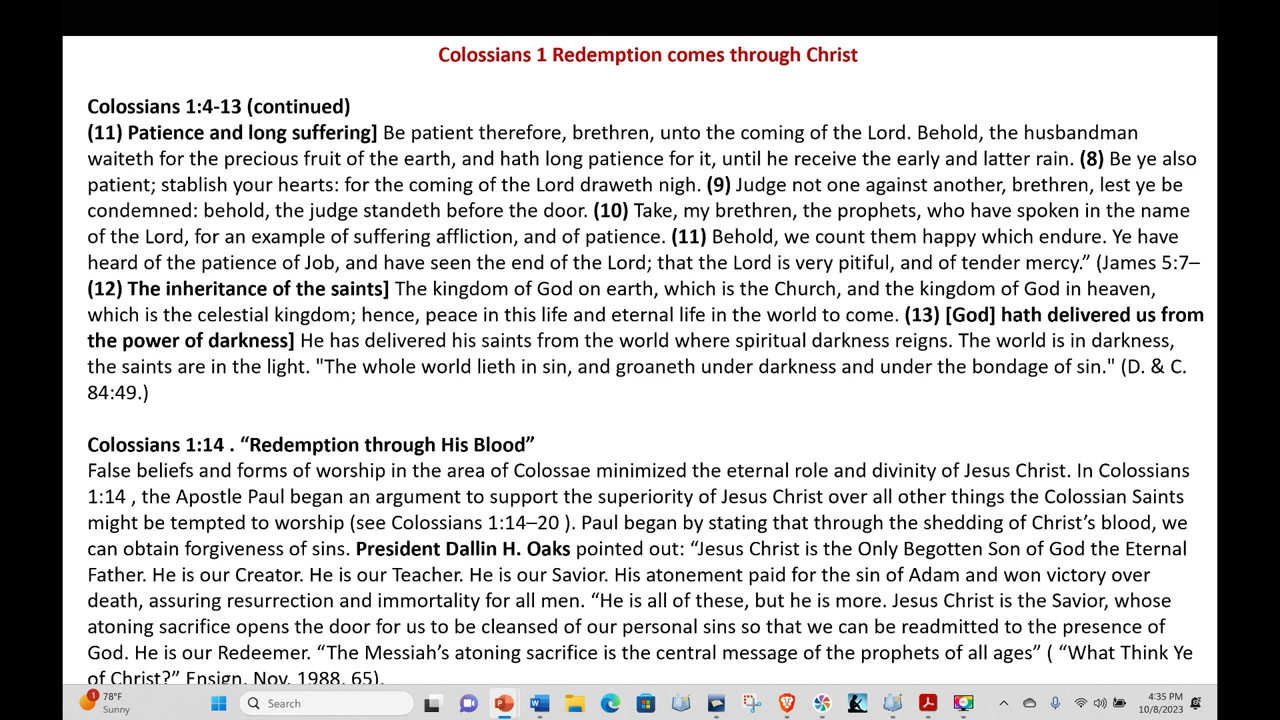 Colossians 1 Redemption comes through Christ
Colossians 1:4-13 (continued)
(11) Patience and long suffering] Be patient therefore, brethren, unto the coming of the Lord. Behold, the husbandman
waiteth for the precious fruit of the earth, and hath long patience for it, until he receive the early and latter rain. (8) Be ye also
patient; stablish your hearts: for the coming of the Lord draweth nigh. (9) Judge not one against another, brethren, lest ye be
condemned: behold, the judge standeth before the door. (10) Take, my brethren, the prophets, who have spoken in the name
of the Lord, for an example of suffering affliction, and of patience. (11) Behold, we count them happy which endure. Ye have
heard of the patience of Job, and have seen the end of the Lord; that the Lord is very pitiful, and of tender mercy.” (James 5:7–
(12) The inheritance of the saints] The kingdom of God on earth, which is the Church, and the kingdom of God in heaven,
which is the celestial kingdom; hence, peace in this life and eternal life in the world to come. (13) [God] hath delivered us from
the power of darkness] He has delivered his saints from the world where spiritual darkness reigns. The world is in darkness,
the saints are in the light. "The whole world lieth in sin, and groaneth under darkness and under the bondage of sin." (D. & C.
84:49.)
Colossians 1:14 . “Redemption through His Blood”
False beliefs and forms of worship in the area of Colossae minimized the eternal role and divinity of Jesus Christ. In Colossians
1:14 , the Apostle Paul began an argument to support the superiority of Jesus Christ over all other things the Colossian Saints
might be tempted to worship (see Colossians 1:14–20 ). Paul began by stating that through the shedding of Christ’s blood, we
can obtain forgiveness of sins. President Dallin H. Oaks pointed out: “Jesus Christ is the Only Begotten Son of God the Eternal
Father. He is our Creator. He is our Teacher. He is our Savior. His atonement paid for the sin of Adam and won victory over
death, assuring resurrection and immortality for all men. “He is all of these, but he is more. Jesus Christ is the Savior, whose
atoning sacrifice opens the door for us to be cleansed of our personal sins so that we can be readmitted to the presence of
God. He is our Redeemer. “The Messiah’s atoning sacrifice is the central message of the prophets of all ages” ( “What Think Ye
of Christ?” Ensign, Nov. 1988, 65).
1
78°F
Sunny
Search
4:35 PM
10/8/2023